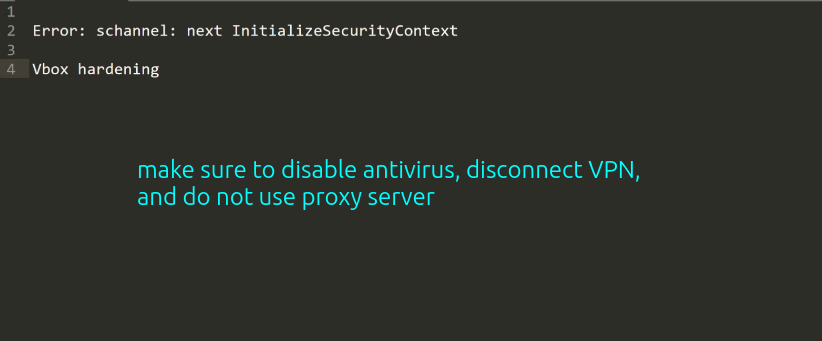 1
2 Error: schannel: next InitializeSecurityContext
3
4 Vbox hardening
make sure to disable antivirus, disconnect VPN,
and do not use proxy server